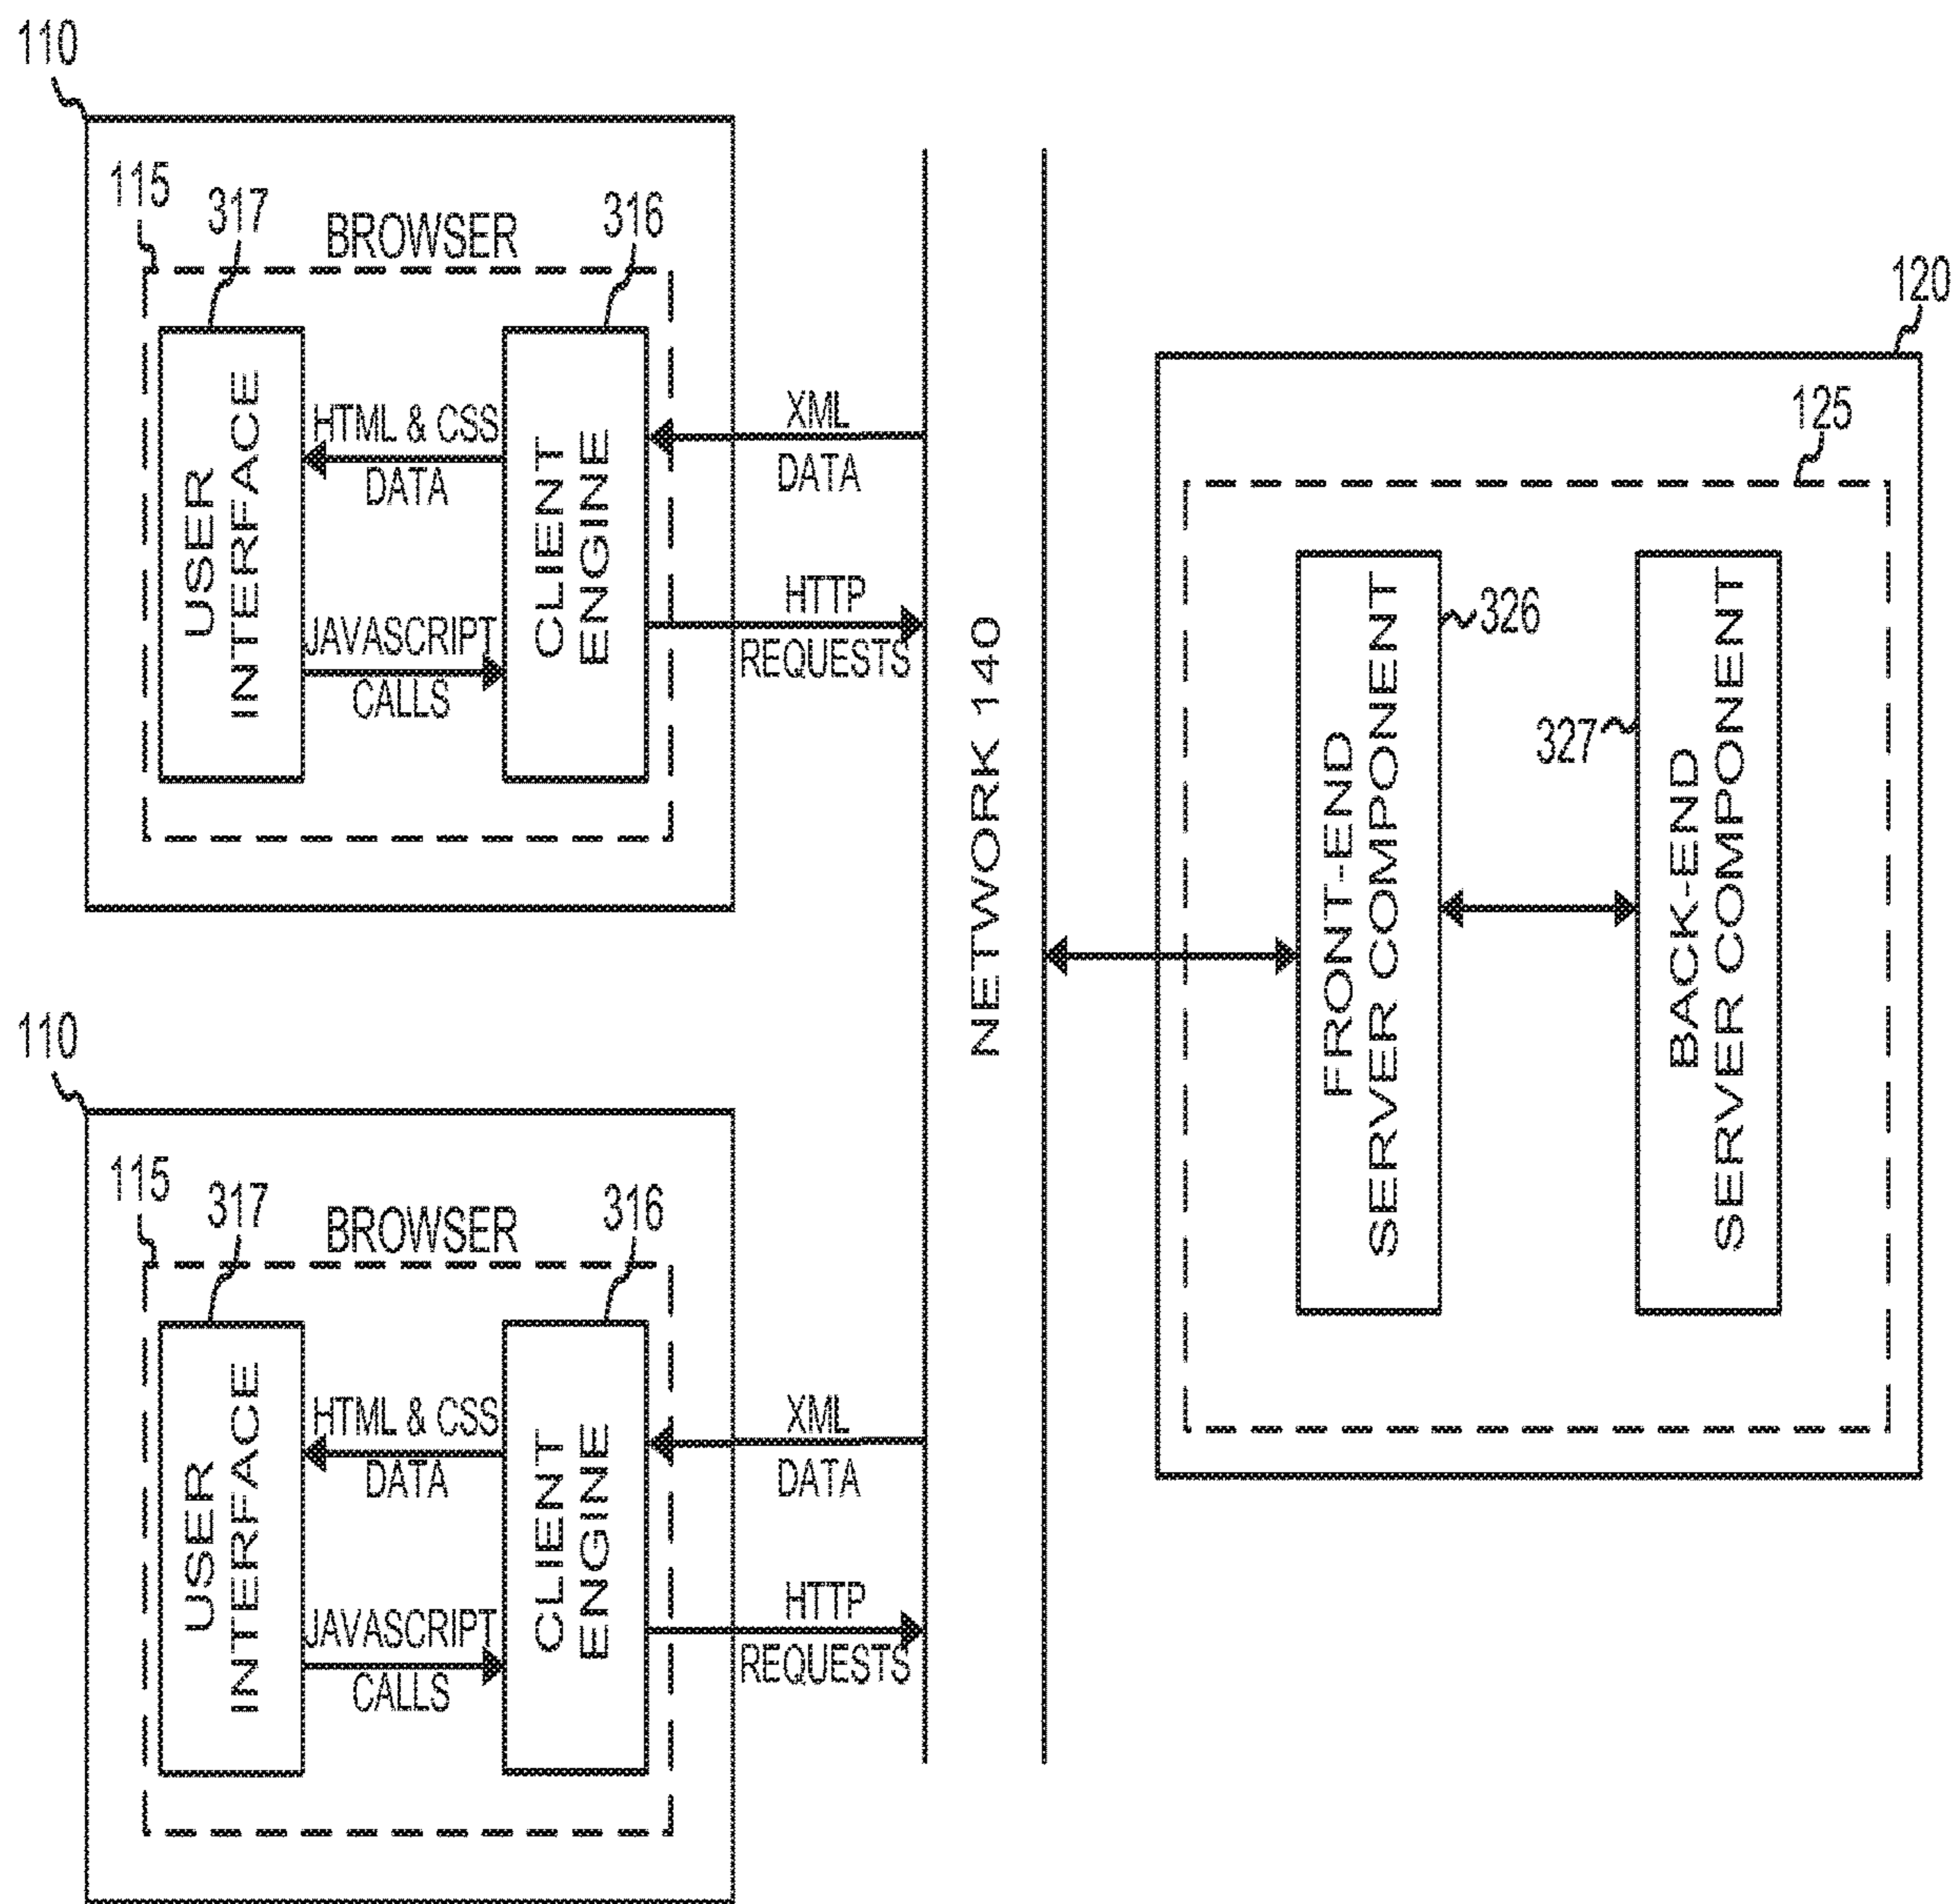 110
115
317
BROWSER
316
USER
INTERFACE
HTML & CSS
DATA
JAVASCRIPT
CALLS
CLIENT
ENGINE
XML
DATA
HTTP
REQUESTS
110
115
317
BROWSER
316
USER
INTERFACE
HTML & CSS
DATA
JAVASCRIPT
CALLS
CLIENT
ENGINE
XML
DATA
HTTP
REQUESTS
NETWORK 140
120
125
FRONT-END
SERVER COMPONENT
326
327
BACK-END
SERVER COMPONENT